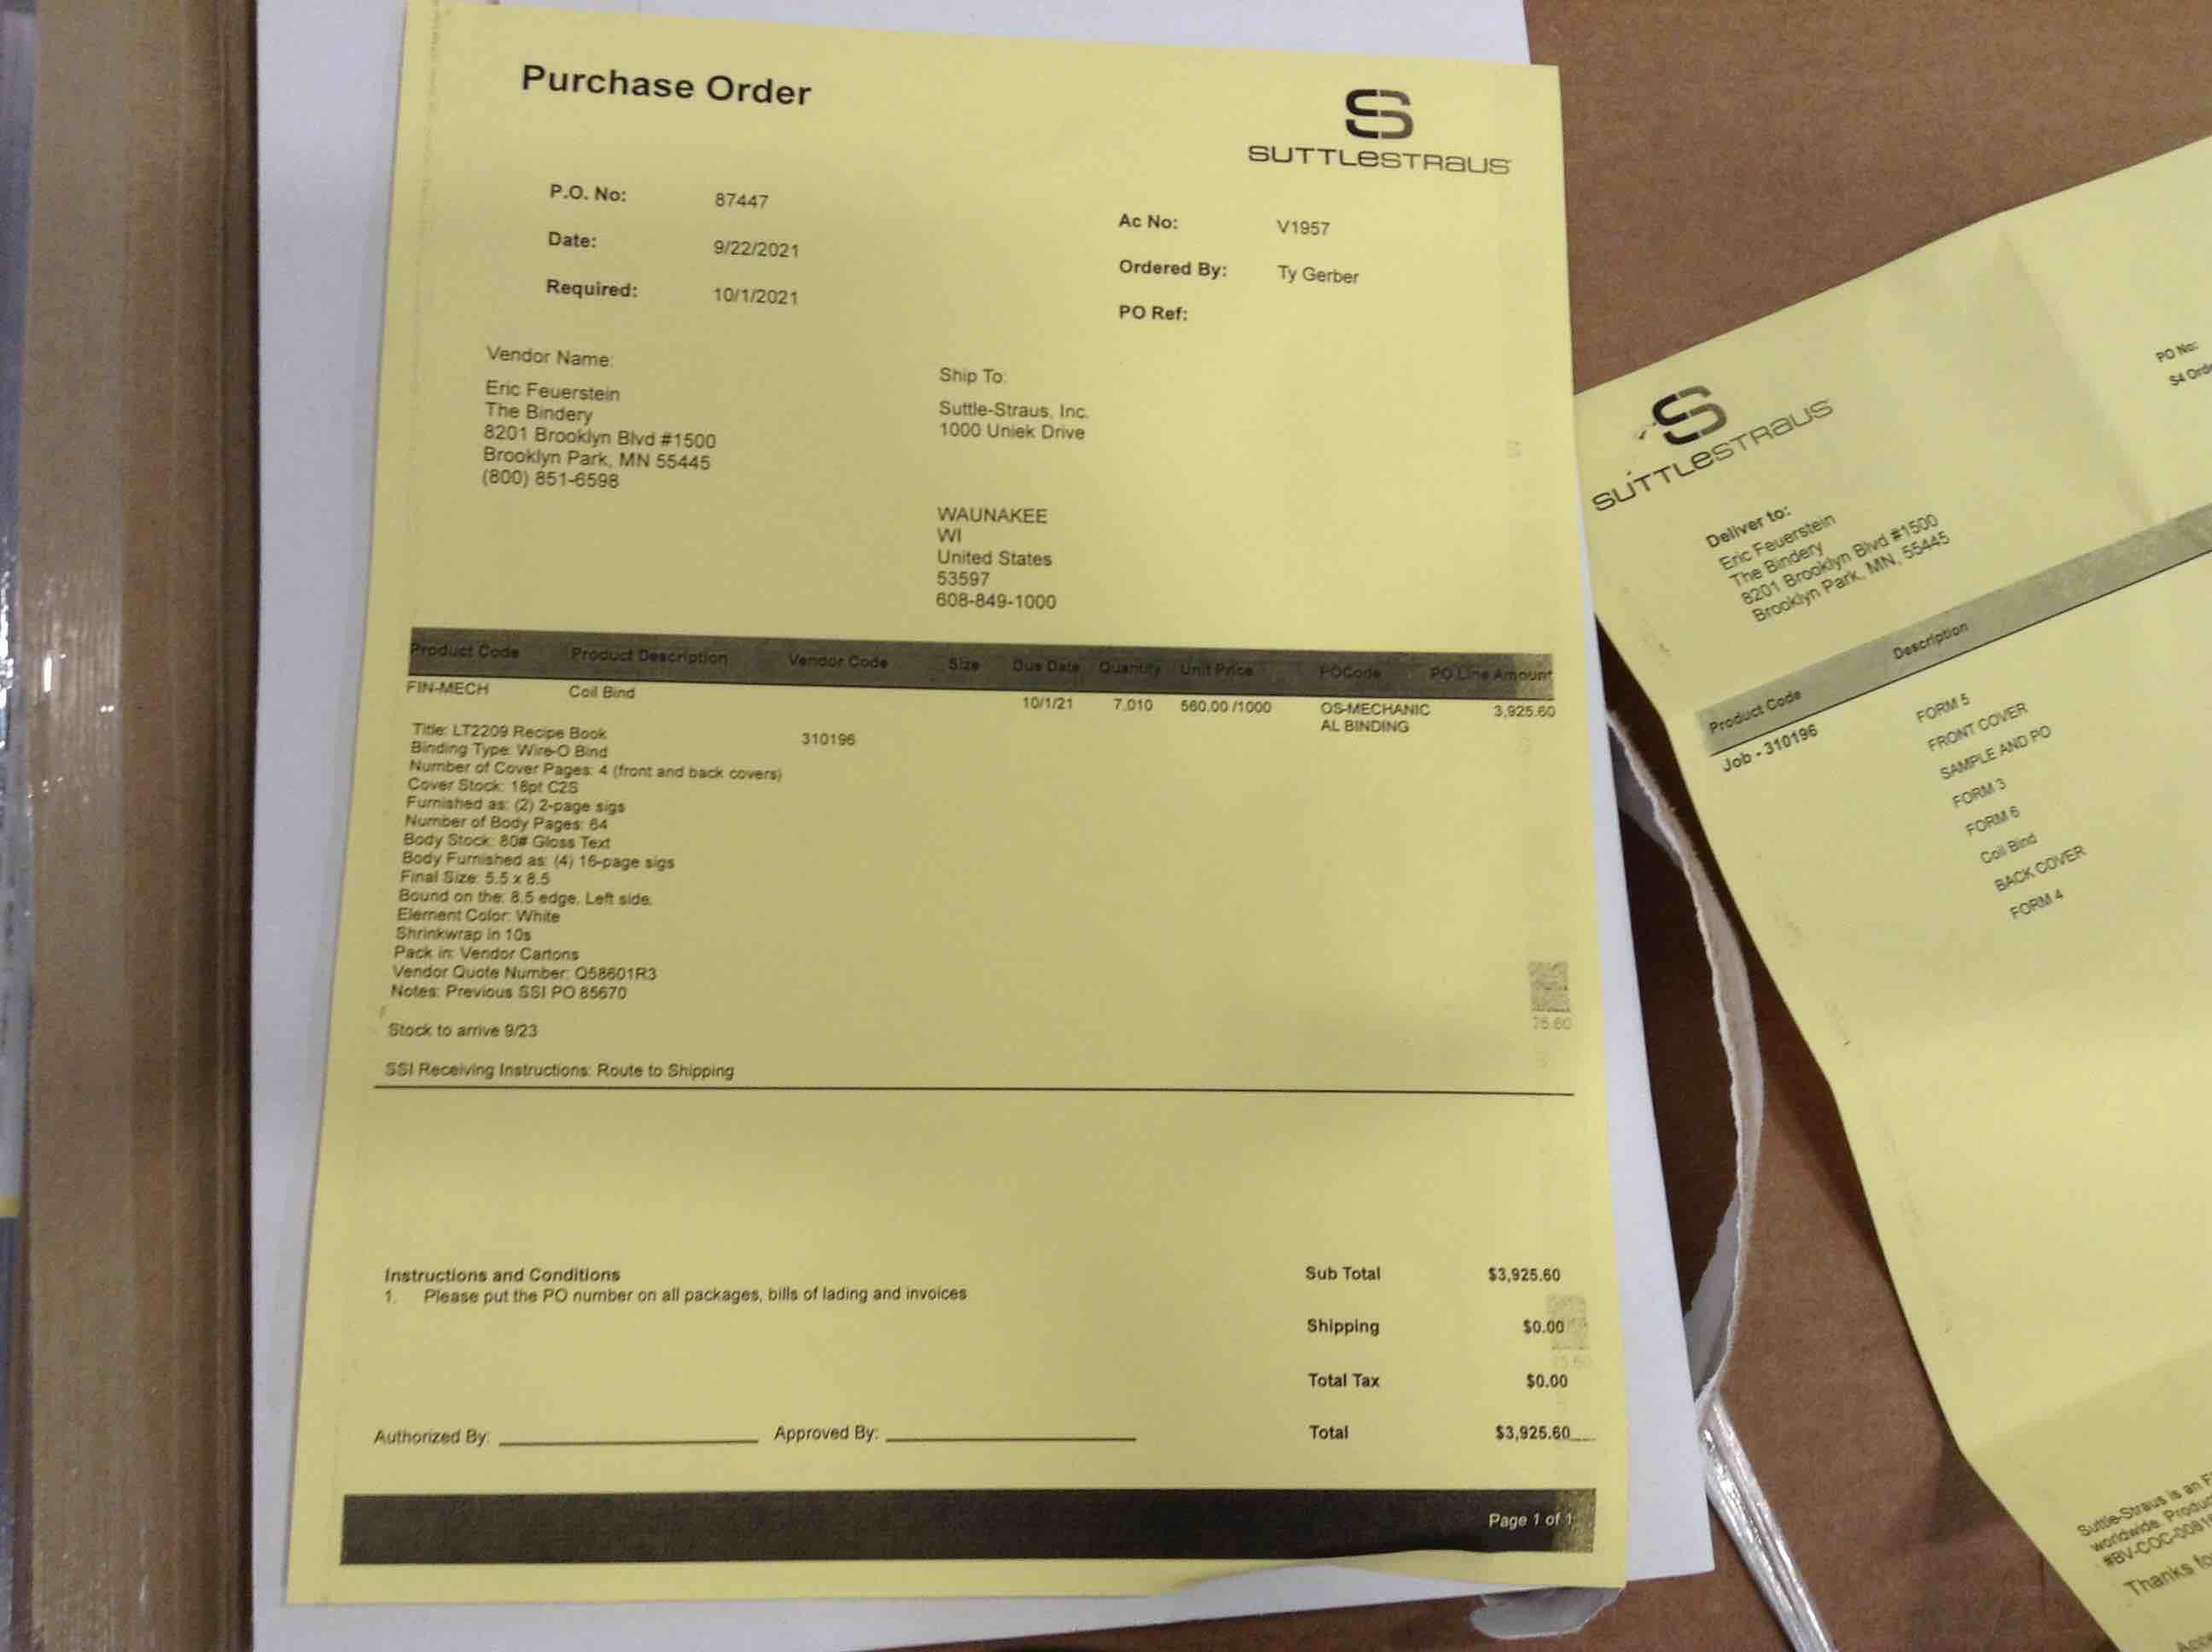 Purchase Order
SUTTLESTRAUS
P.O. No: 87447
Date: 9/22/2021
Required: 10/1/2021
Ac No: V1957
Ordered By: Ty Gerber
PO Ref:
Vendor Name:
Eric Feuerstein
The Bindery
8201 Brooklyn Blvd #1500
Brooklyn Park, MN 55445
(800) 851-6598
Ship To:
Suttle-Straus, Inc.
1000 Uniek Drive
WAUNAKEE
WI
United States
53597
608-849-1000
Product Code Product Description Vendor Code Size Due Date Quantity Unit Price POCode PO Line Amount
FIN-MECH Coil Bind 10/1/21 7,010 560.00 /1000 OS-MECHANIC 3,925.60
AL BINDING
Title: LT2209 Recipe Book 310196
Binding Type: Wire-O Bind
Number of Cover Pages: 4 (front and back covers)
Cover Stock: 18pt C2S
Furnished as: (2) 2-page sigs
Number of Body Pages: 64
Body Stock: 80# Gloss Text
Body Furnished as: (4) 16-page sigs
Final Size: 5.5 x 8.5
Bound on the: 8.5 edge, Left side.
Element Color: White
Shrinkwrap in 10s
Pack in: Vendor Cartons
Vendor Quote Number: Q58601R3
Notes: Previous SSI PO 85670
Stock to arrive 9/23
SSI Receiving Instructions: Route to Shipping
Instructions and Conditions
1. Please put the PO number on all packages, bills of lading and invoices
Sub Total $3,925.60
Shipping $0.00
Total Tax $0.00
Total $3,925.60
Authorized By: Approved By:
Page 1 of 1
SUTTLESTRAUS
PO No:
S4 Orde
Deliver to:
Eric Feuerstein
The Bindery
8201 Brooklyn Blvd #1500
Brooklyn Park, MN, 55445
Product Code Description
Job - 310196 FORM 5
FRONT COVER
SAMPLE AND PO
FORM 3
FORM 6
Coil Bind
BACK COVER
FORM 4
Suttle-Straus is an F
worldwide. Produc
#BV-COC-0081
Thanks fo